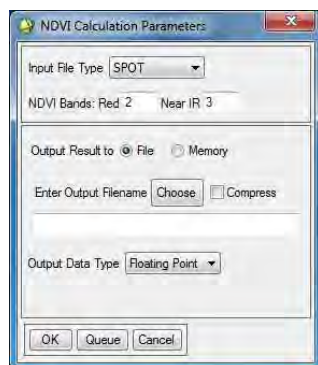 NDVI Calculation Parameters
Input File Type SPOT
NDVI Bands: Red 2 Near IR 3
Output Result to File Memory
Enter Output Filename Choose Compress
Output Data Type Floating Point
OK Queue Cancel